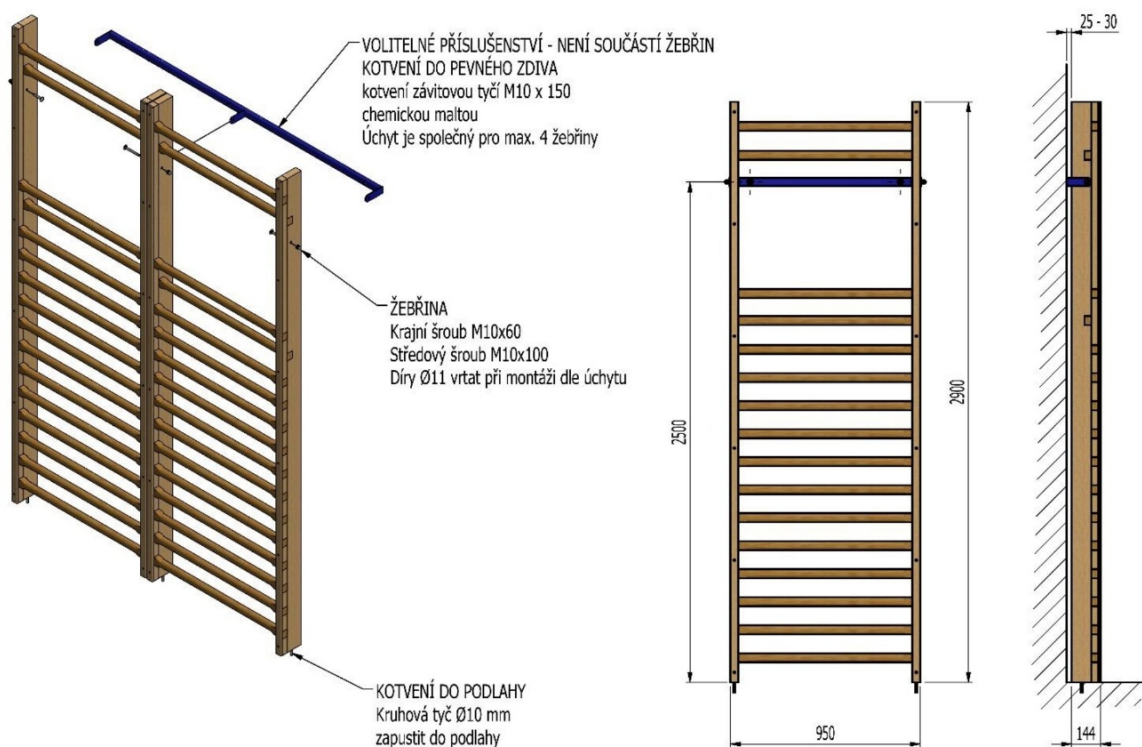 VOLITELNÉ PŘÍSLUŠENSTVÍ - NENÍ SOUČÁSTÍ ŽEBŘIN
KOTVENÍ DO PEVNÉHO ZDIVA
kotvení závitovou tyčí M10 x 150
chemickou maltou
Úchyt je společný pro max. 4 žebřiny
ŽEBŘINA
Krajní šroub M10x60
Středový šroub M10x100
Díry Ø11 vrtat při montáži dle úchytu
KOTVENÍ DO PODLAHY
Kruhová tyč Ø10 mm
zapustit do podlahy
25 - 30
2500
2900
950
144